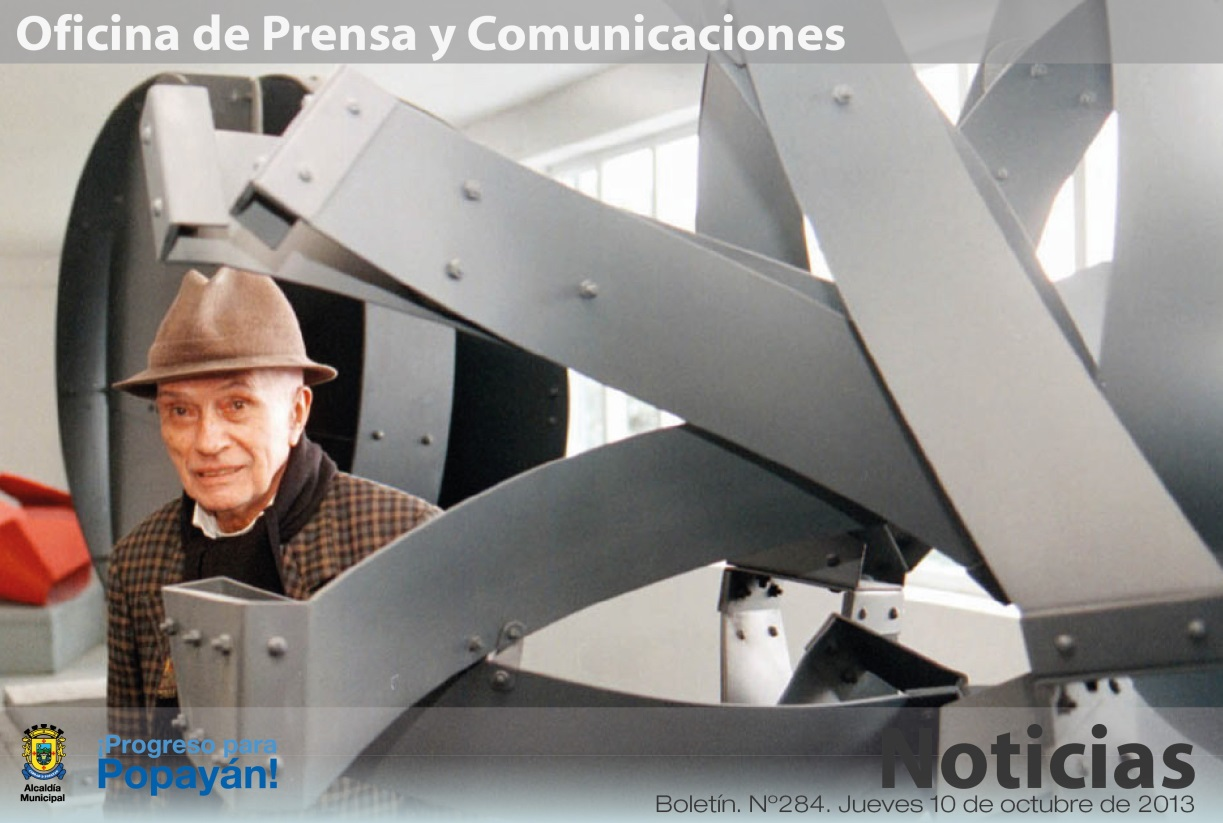 Oficina de Prensa y Comunicaciones
¡Progreso para
Popayán!
Alcaldía
Municipal
Noticias
Boletín. Nº284. Jueves 10 de octubre de 2013